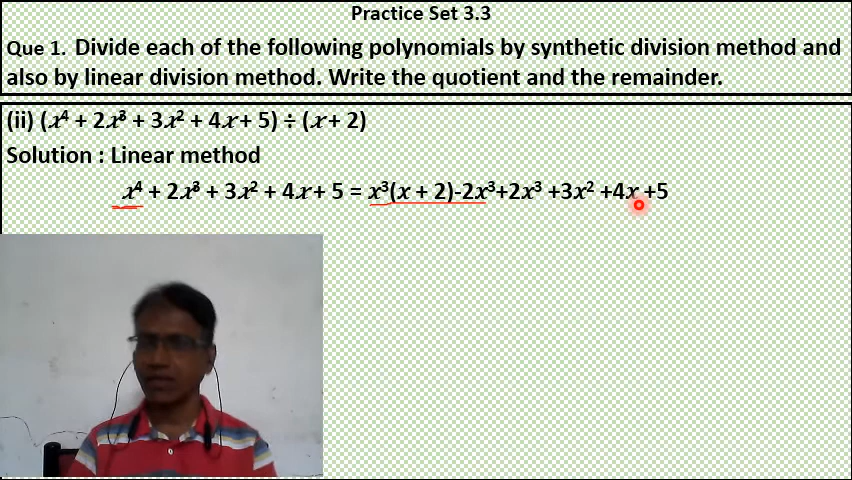 Practice Set 3.3
Que 1. Divide each of the following polynomials by synthetic division method and
also by linear division method. Write the quotient and the remainder.
(ii) (x⁴ + 2x³ + 3x² + 4x + 5) ÷ (x + 2)
Solution : Linear method
x⁴ + 2x³ + 3x² + 4x + 5 = x³(x + 2)-2x³+2x³ +3x² +4x +5